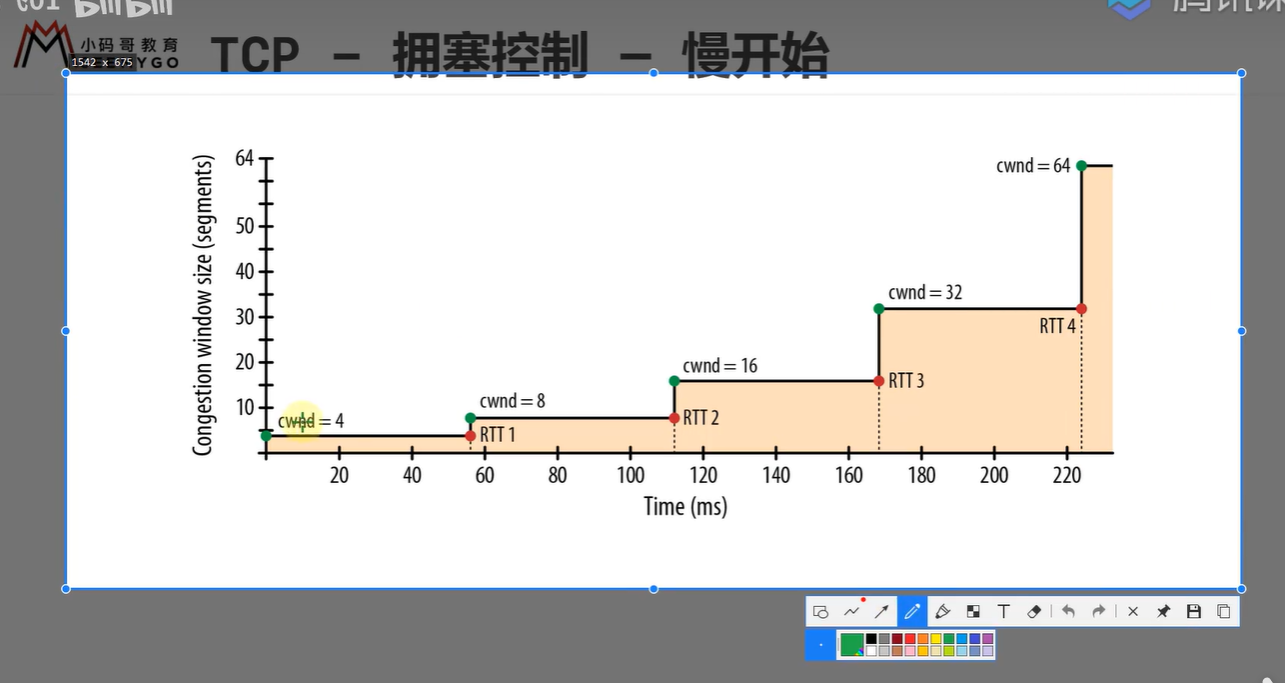 小码哥教育
TCP - 拥塞控制 - 慢开始
1542 x 675
YGO
Congestion window size (segments)
64
50
40
30
20
10
cwnd = 4
cwnd = 8
RTT 1
cwnd = 16
RTT 2
cwnd = 32
RTT 3
cwnd = 64
RTT 4
20 40 60 80 100 120 140 160 180 200 220
Time (ms)
T